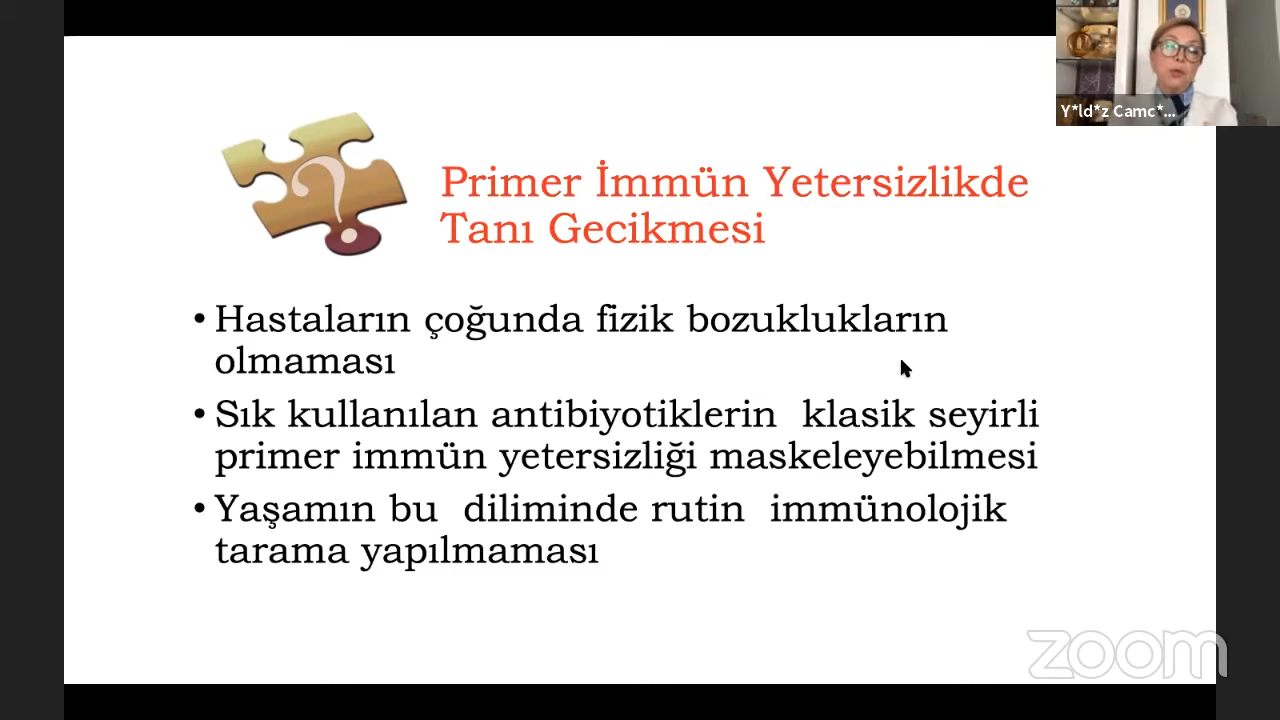 Y*ld*z Camc*...
Primer İmmün Yetersizlikde
Tanı Gecikmesi
• Hastaların çoğunda fizik bozuklukların
olmaması
• Sık kullanılan antibiyotiklerin klasik seyirli
primer immün yetersizliği maskeleyebilmesi
• Yaşamın bu diliminde rutin immünolojik
tarama yapılmaması
zoom